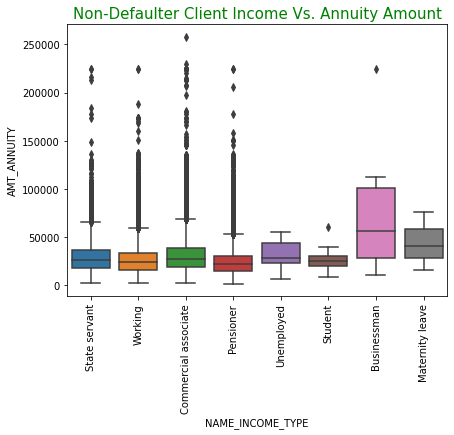 Non-Defaulter Client Income Vs. Annuity Amount
250000
200000
150000
100000
50000
0
AMT_ANNUITY
State servant
Working
Commercial associate
Pensioner
Unemployed
Student
Businessman
Maternity leave
NAME_INCOME_TYPE